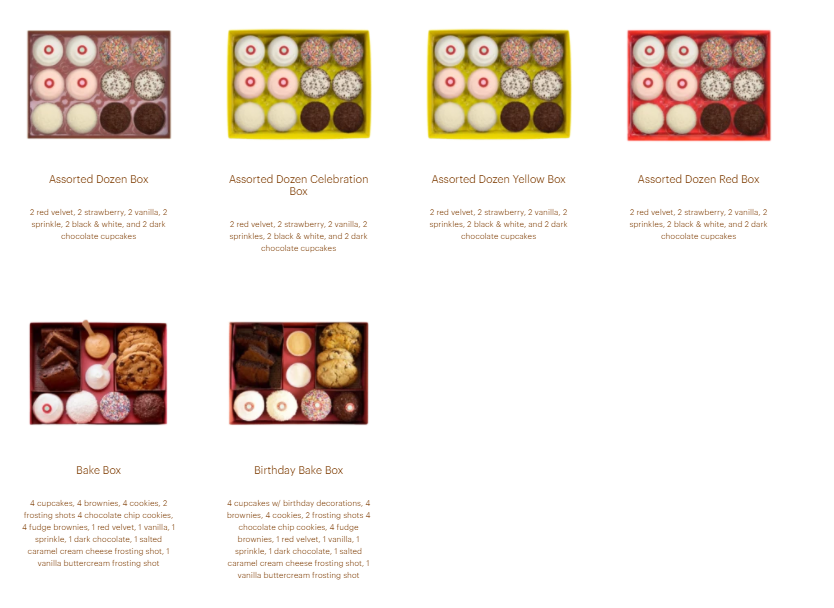 Assorted Dozen Box
2 red velvet, 2 strawberry, 2 vanilla, 2
sprinkle, 2 black & white, and 2 dark
chocolate cupcakes
Assorted Dozen Celebration
Box
2 red velvet, 2 strawberry, 2 vanilla, 2
sprinkles, 2 black & white, and 2 dark
chocolate cupcakes
Assorted Dozen Yellow Box
2 red velvet, 2 strawberry, 2 vanilla, 2
sprinkles, 2 black & white, and 2 dark
chocolate cupcakes
Assorted Dozen Red Box
2 red velvet, 2 strawberry, 2 vanilla, 2
sprinkle, 2 black & white, and 2 dark
chocolate cupcakes
Bake Box
4 cupcakes, 4 brownies, 4 cookies, 2
frosting shots 4 chocolate chip cookies,
4 fudge brownies, 1 red velvet, 1 vanilla, 1
sprinkle, 1 dark chocolate, 1 salted
caramel cream cheese frosting shot, 1
vanilla buttercream frosting shot
Birthday Bake Box
4 cupcakes w/ birthday decorations, 4
brownies, 4 cookies, 2 frosting shots 4
chocolate chip cookies, 4 fudge
brownies, 1 red velvet, 1 vanilla, 1
sprinkle, 1 dark chocolate, 1 salted
caramel cream cheese frosting shot, 1
vanilla buttercream frosting shot